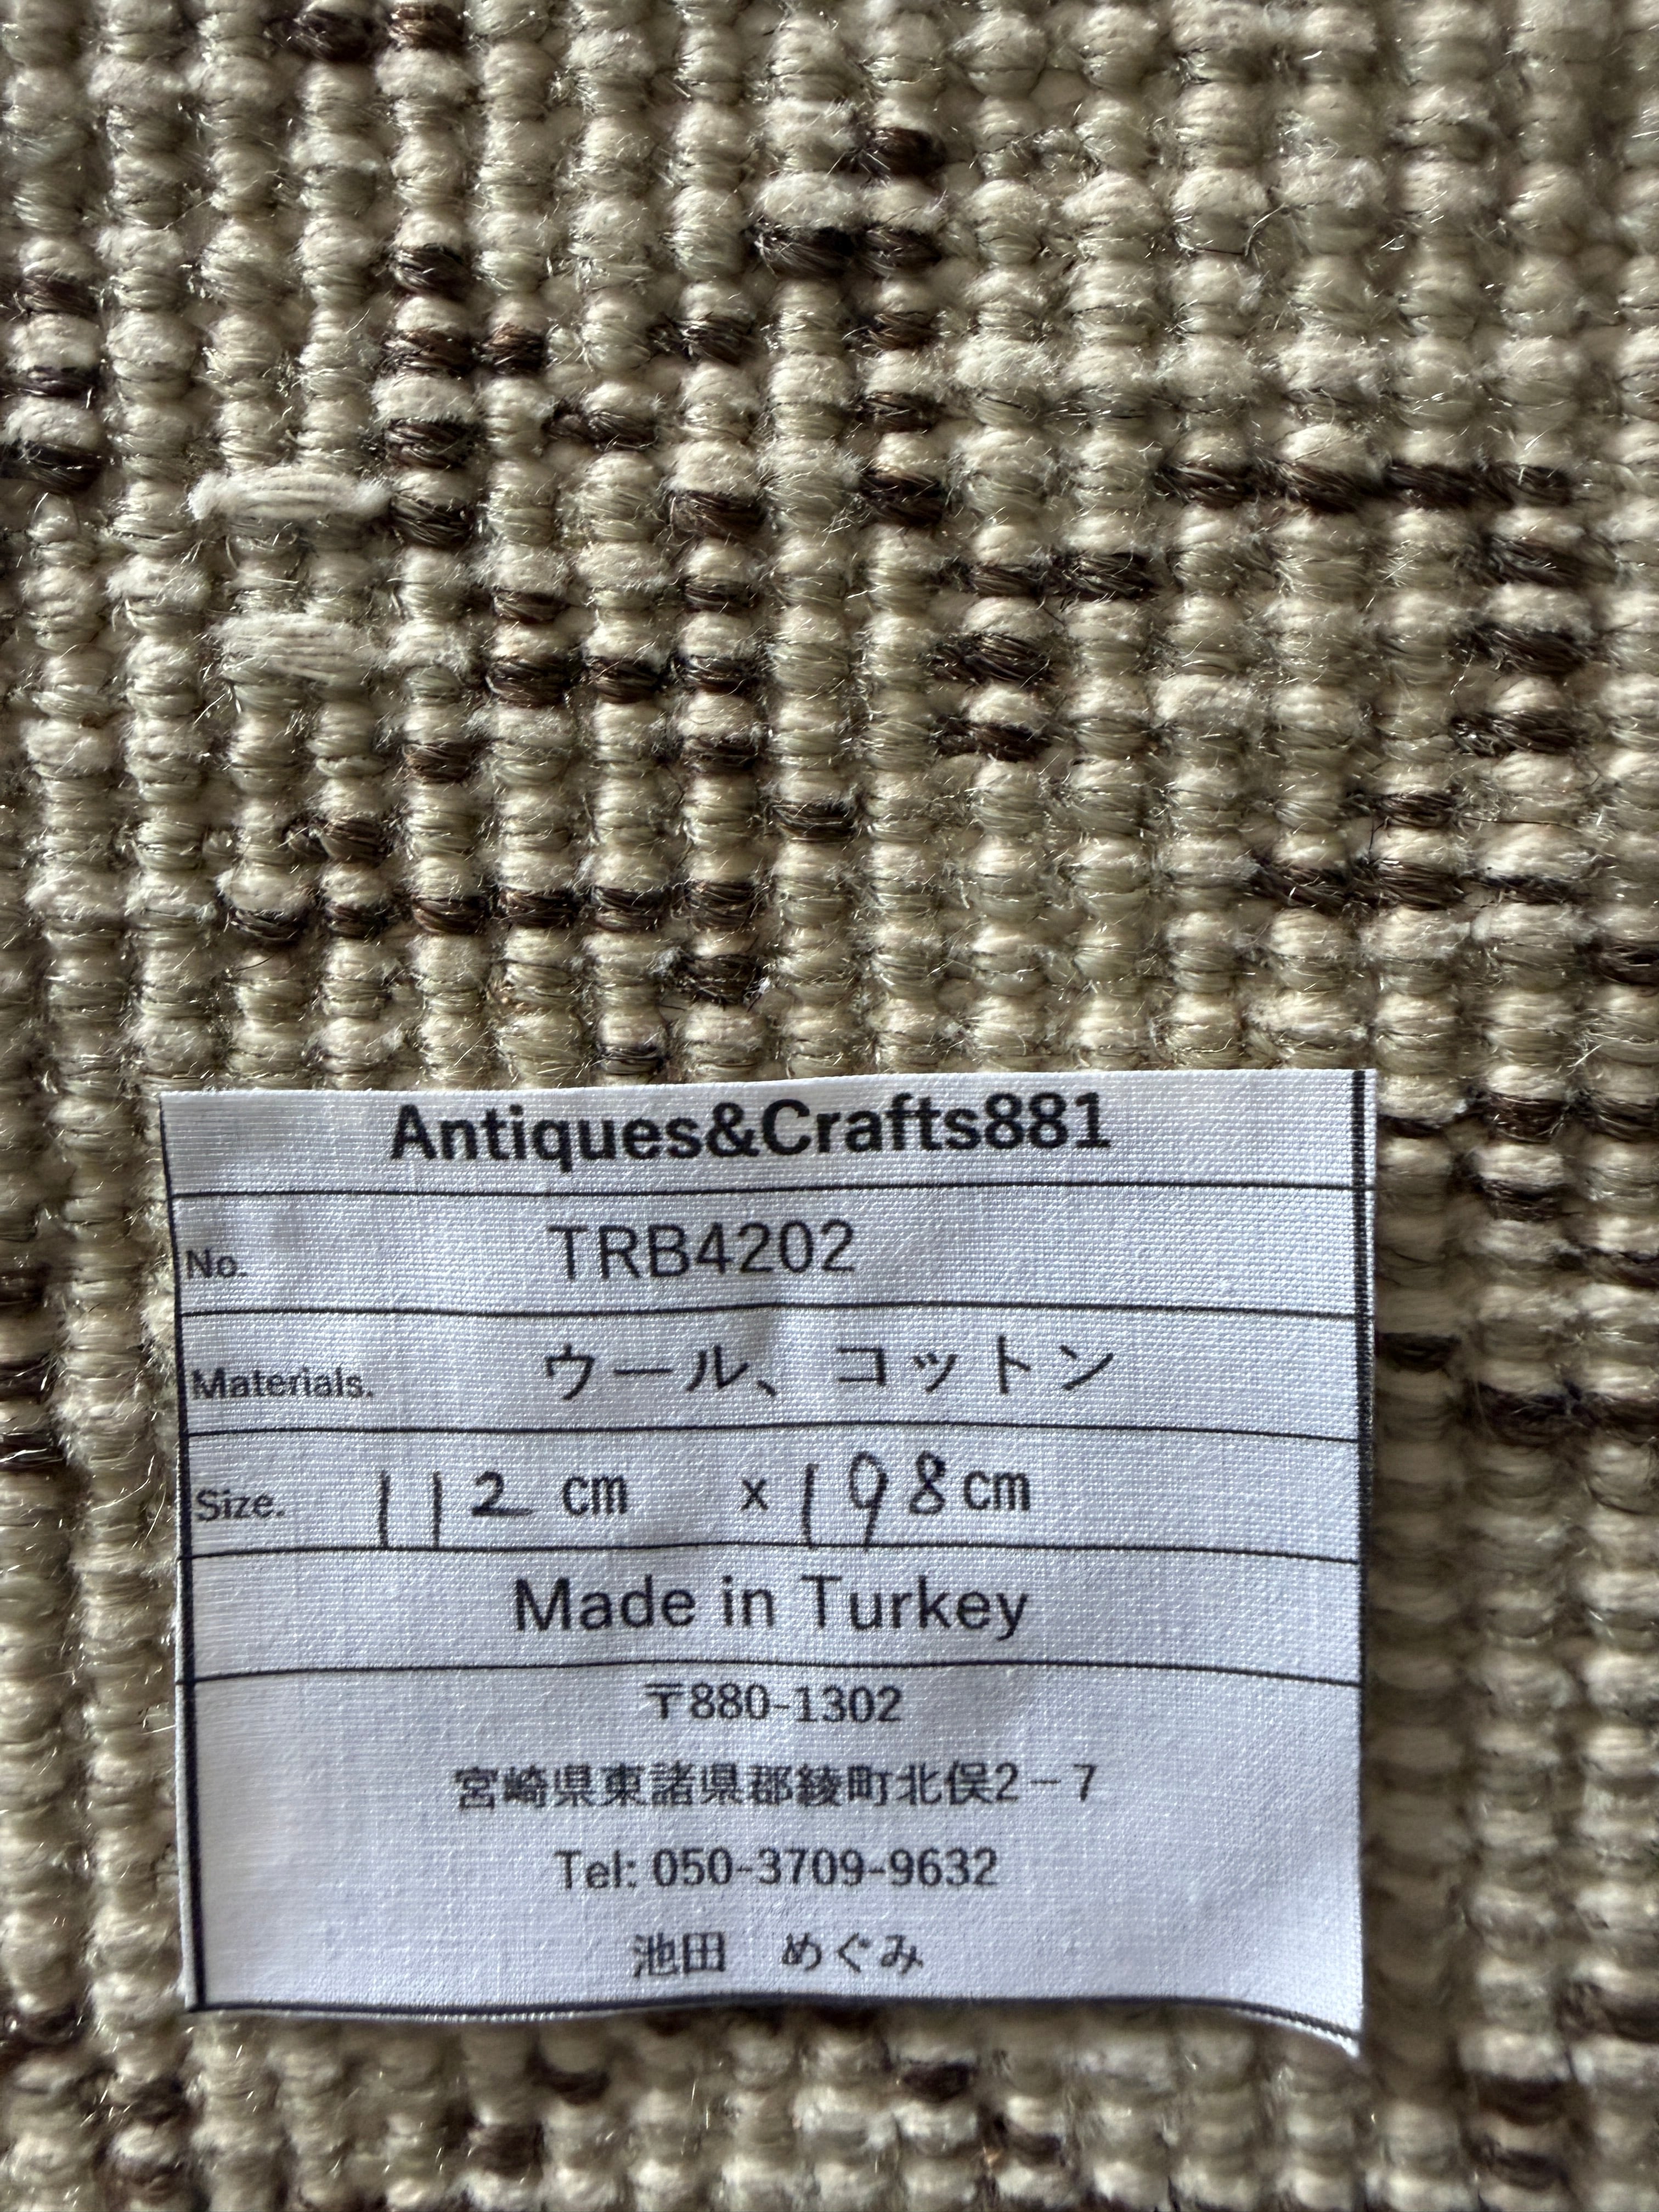 Antiques&Crafts881
No. TRB4202
Materials. ウール、コットン
Size. 112 cm x 198 cm
Made in Turkey
〒880-1302
宮崎県東諸県郡綾町北俣2－7
Tel: 050-3709-9632
池田　めぐみ